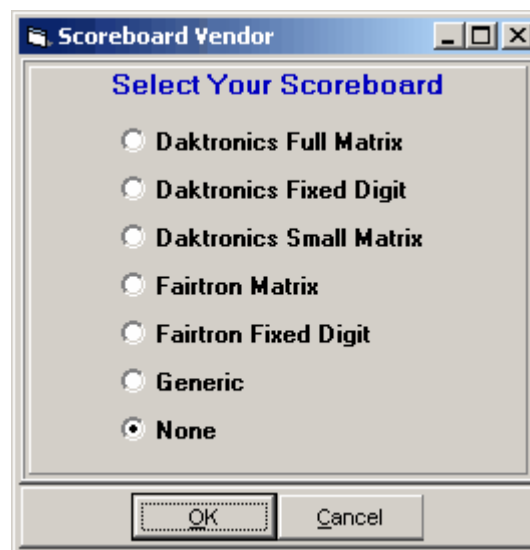 Scoreboard Vendor
Select Your Scoreboard
Daktronics Full Matrix
Daktronics Fixed Digit
Daktronics Small Matrix
Fairtron Matrix
Fairtron Fixed Digit
Generic
None
OK Cancel